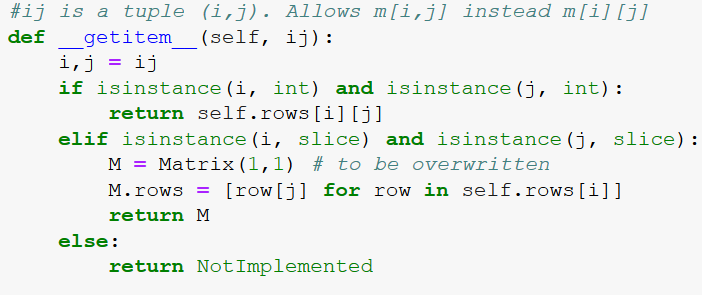 #ij is a tuple (i,j). Allows m[i,j] instead m[i][j]
def __getitem__(self, ij):
    i,j = ij
    if isinstance(i, int) and isinstance(j, int):
        return self.rows[i][j]
    elif isinstance(i, slice) and isinstance(j, slice):
        M = Matrix(1,1) # to be overwritten
        M.rows = [row[j] for row in self.rows[i]]
        return M
    else:
        return NotImplemented